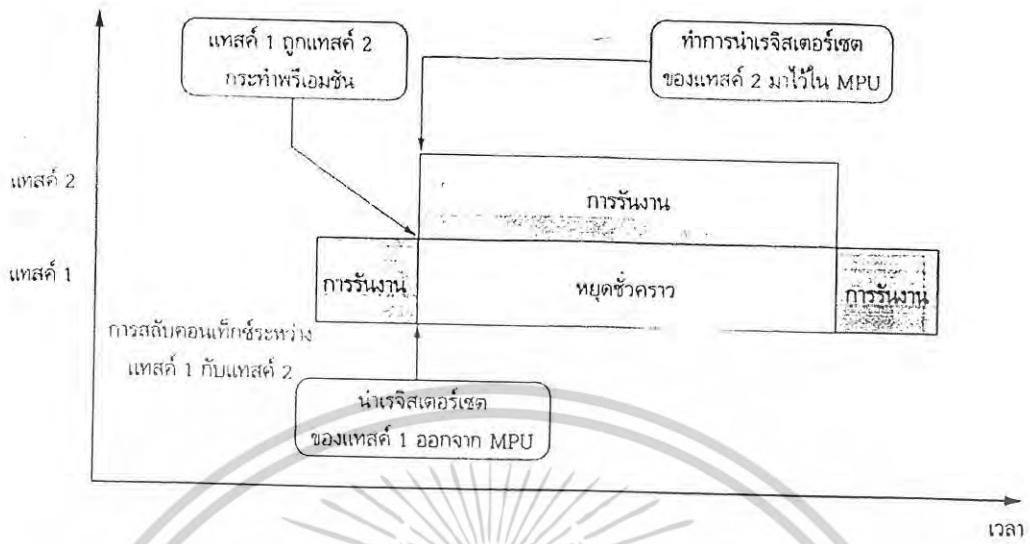 แทสค์ 1 ถูกแทสค์ 2
กระทำพรีเอมชัน
ทำการนำเรจิสเตอร์เซต
ของแทสค์ 2 มาไว้ใน MPU
แทสค์ 2
การรันงาน
แทสค์ 1
การรันงาน
หยุดชั่วคราว
การรันงาน
การสลับคอนเท็กซ์ระหว่าง
แทสค์ 1 กับแทสค์ 2
นำเรจิสเตอร์เซต
ของแทสค์ 1 ออกจาก MPU
เวลา